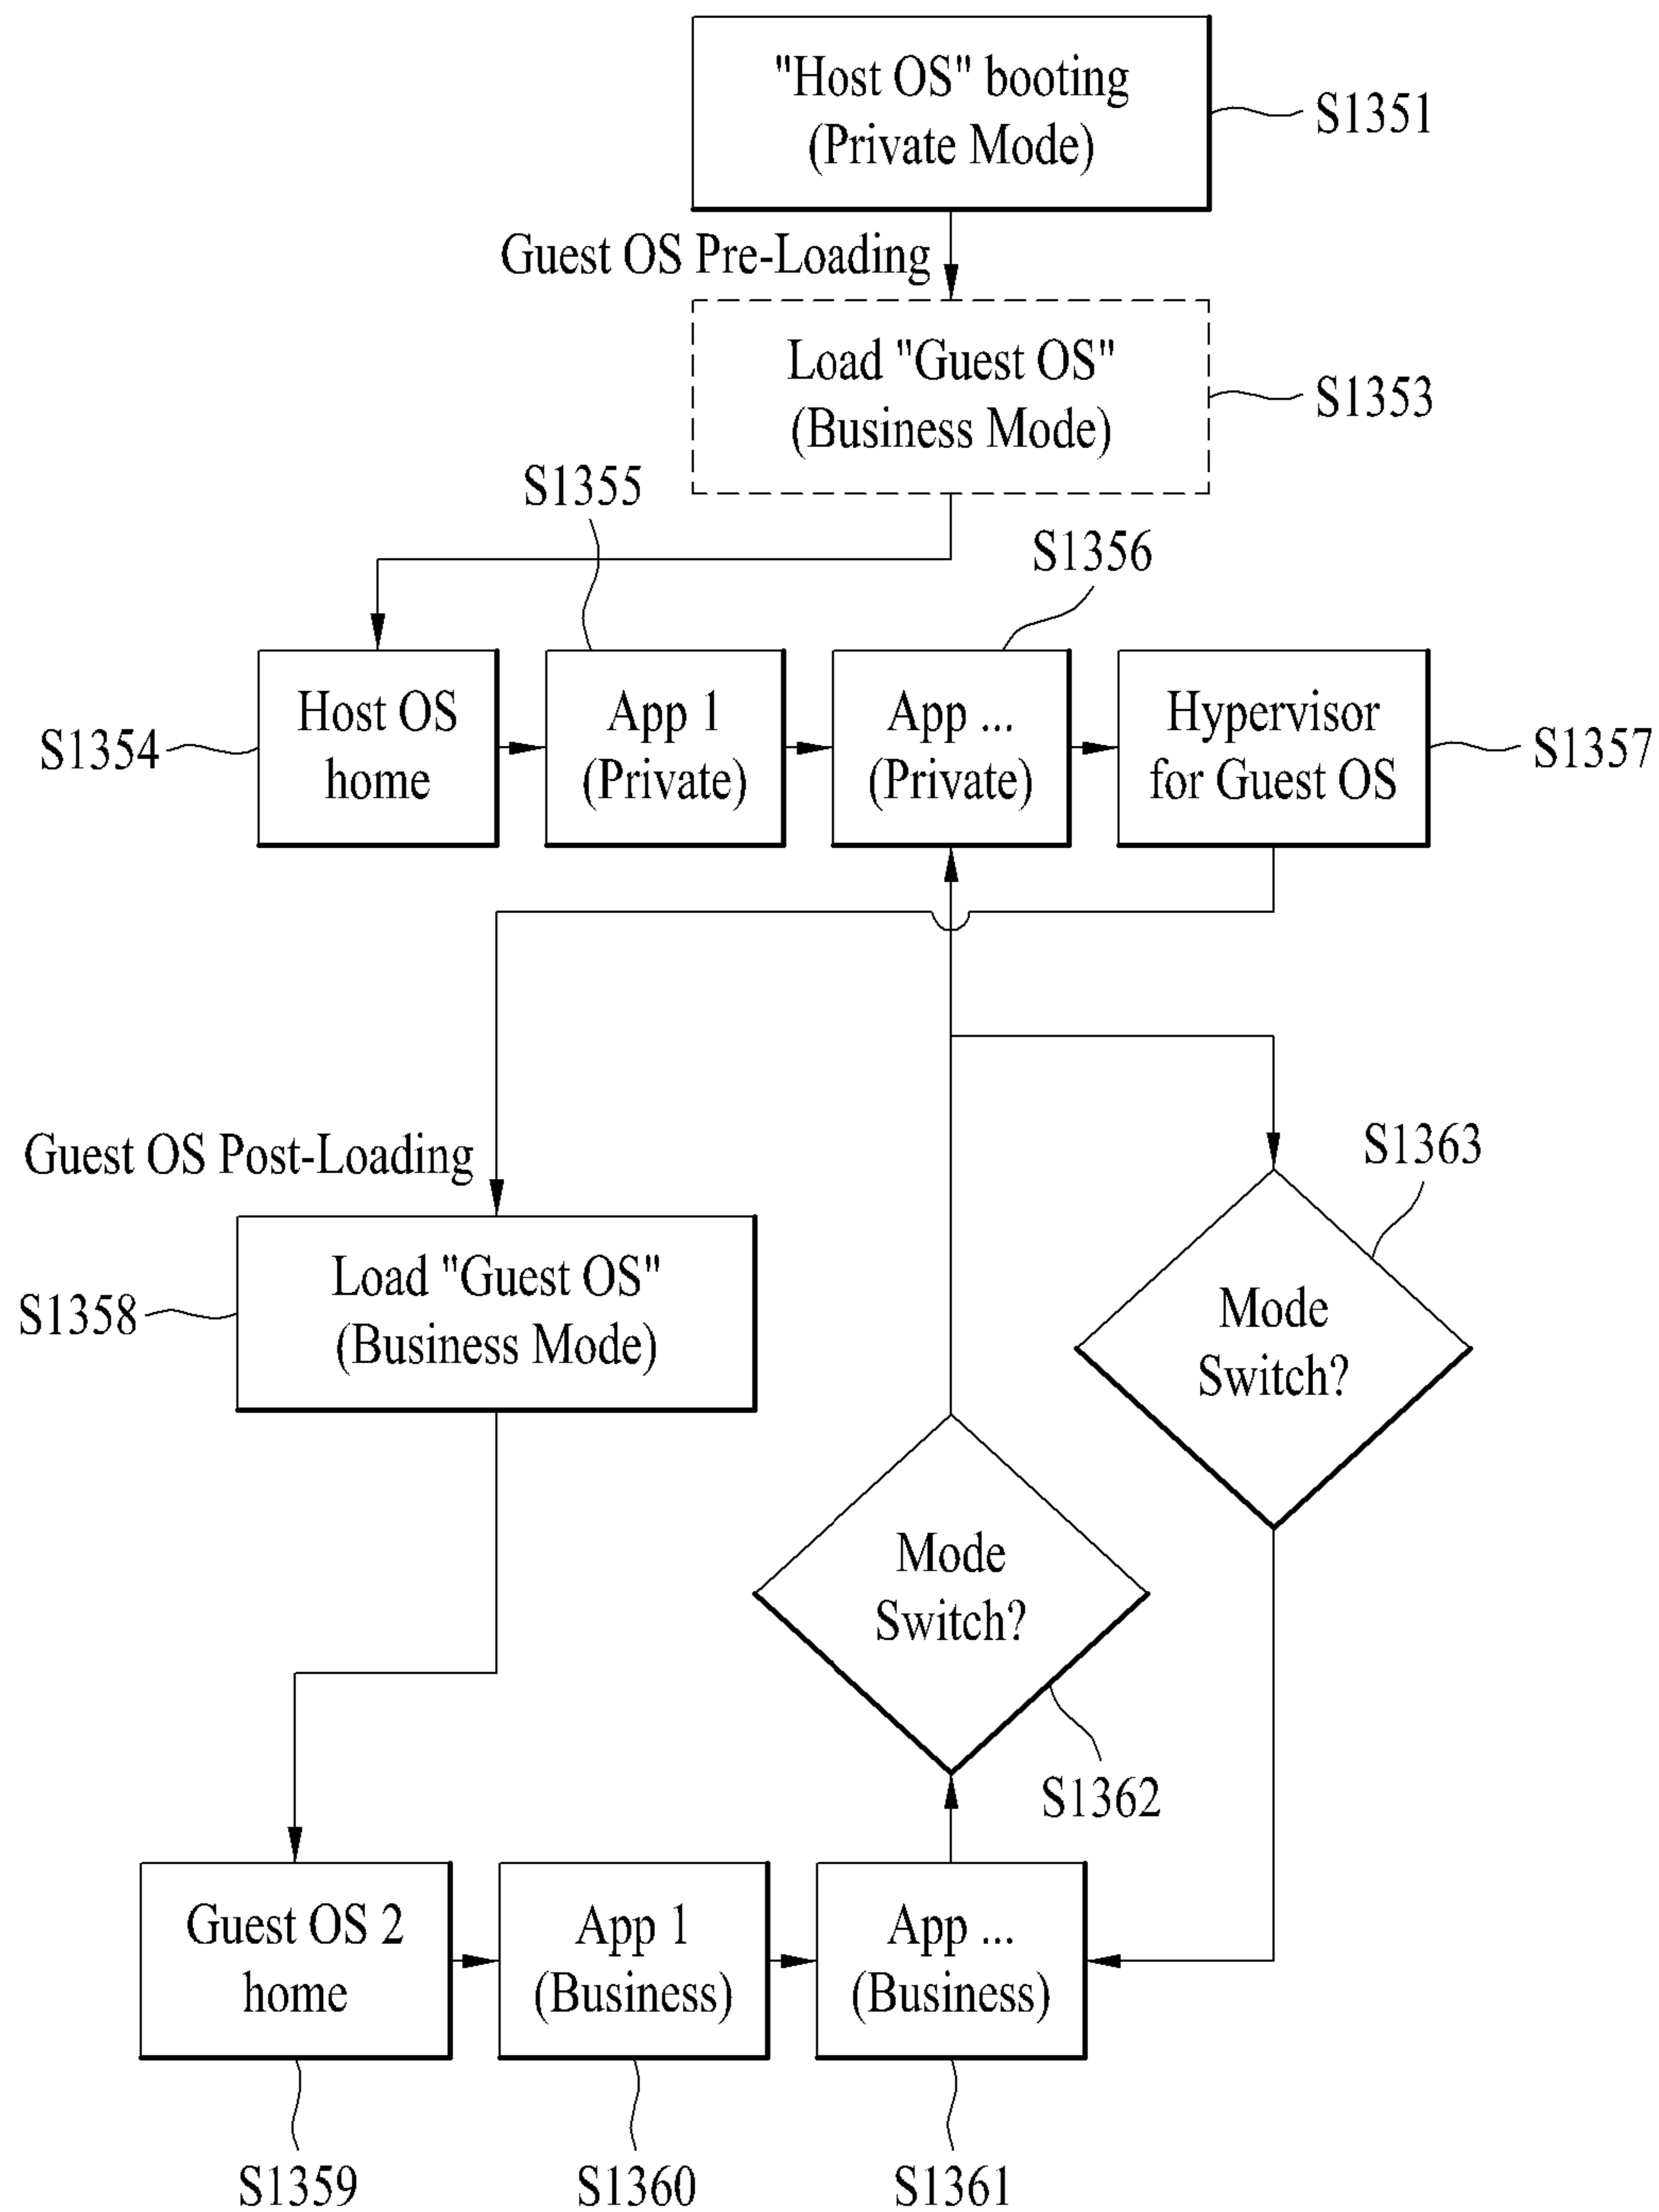 "Host OS" booting
(Private Mode)
S1351
Guest OS Pre-Loading
Load "Guest OS"
(Business Mode)
S1353
S1355
S1356
Host OS
home
S1354
App 1
(Private)
App ...
(Private)
Hypervisor
for Guest OS
S1357
Guest OS Post-Loading
S1363
Load "Guest OS"
(Business Mode)
S1358
Mode
Switch?
Mode
Switch?
S1362
Guest OS 2
home
App 1
(Business)
App ...
(Business)
S1359
S1360
S1361